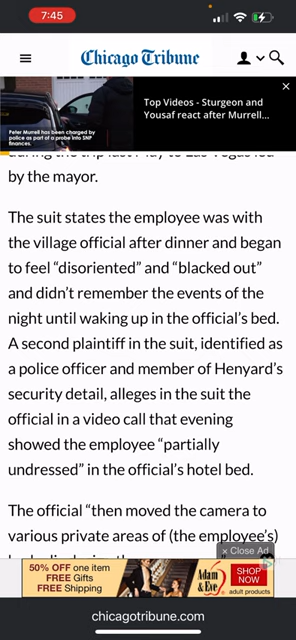 7:45
Chicago Tribune
Peter Murrell has been charged by
police as part of a probe into SNP
finances.
Top Videos - Sturgeon and
Yousaf react after Murrell...
by the mayor.
The suit states the employee was with
the village official after dinner and began
to feel “disoriented” and “blacked out”
and didn’t remember the events of the
night until waking up in the official’s bed.
A second plaintiff in the suit, identified as
a police officer and member of Henyard’s
security detail, alleges in the suit the
official in a video call that evening
showed the employee “partially
undressed” in the official’s hotel bed.
The official “then moved the camera to
various private areas of (the employee’s)
x Close Ad
50% OFF one item
FREE Gifts
FREE Shipping
Adam
& Eve
SHOP
NOW
adult products
chicagotribune.com